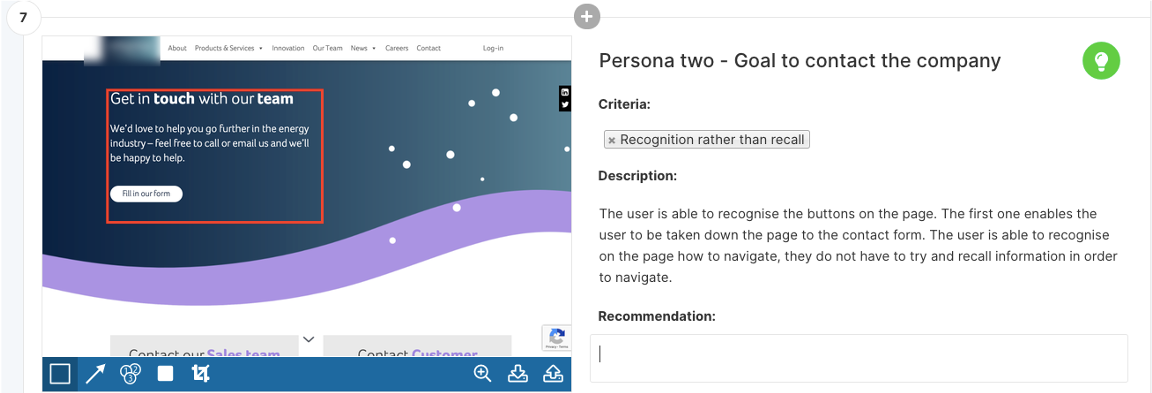 7
About Products & Services Innovation Our Team News Careers Contact Log-in
Get in touch with our team
We'd love to help you go further in the energy
industry – feel free to call or email us and we'll
be happy to help.
Fill in our form
Contact our Sales team
Contact Customer
Privacy - Terms
1 2
3
Persona two - Goal to contact the company
Criteria:
× Recognition rather than recall
Description:
The user is able to recognise the buttons on the page. The first one enables the
user to be taken down the page to the contact form. The user is able to recognise
on the page how to navigate, they do not have to try and recall information in order
to navigate.
Recommendation: